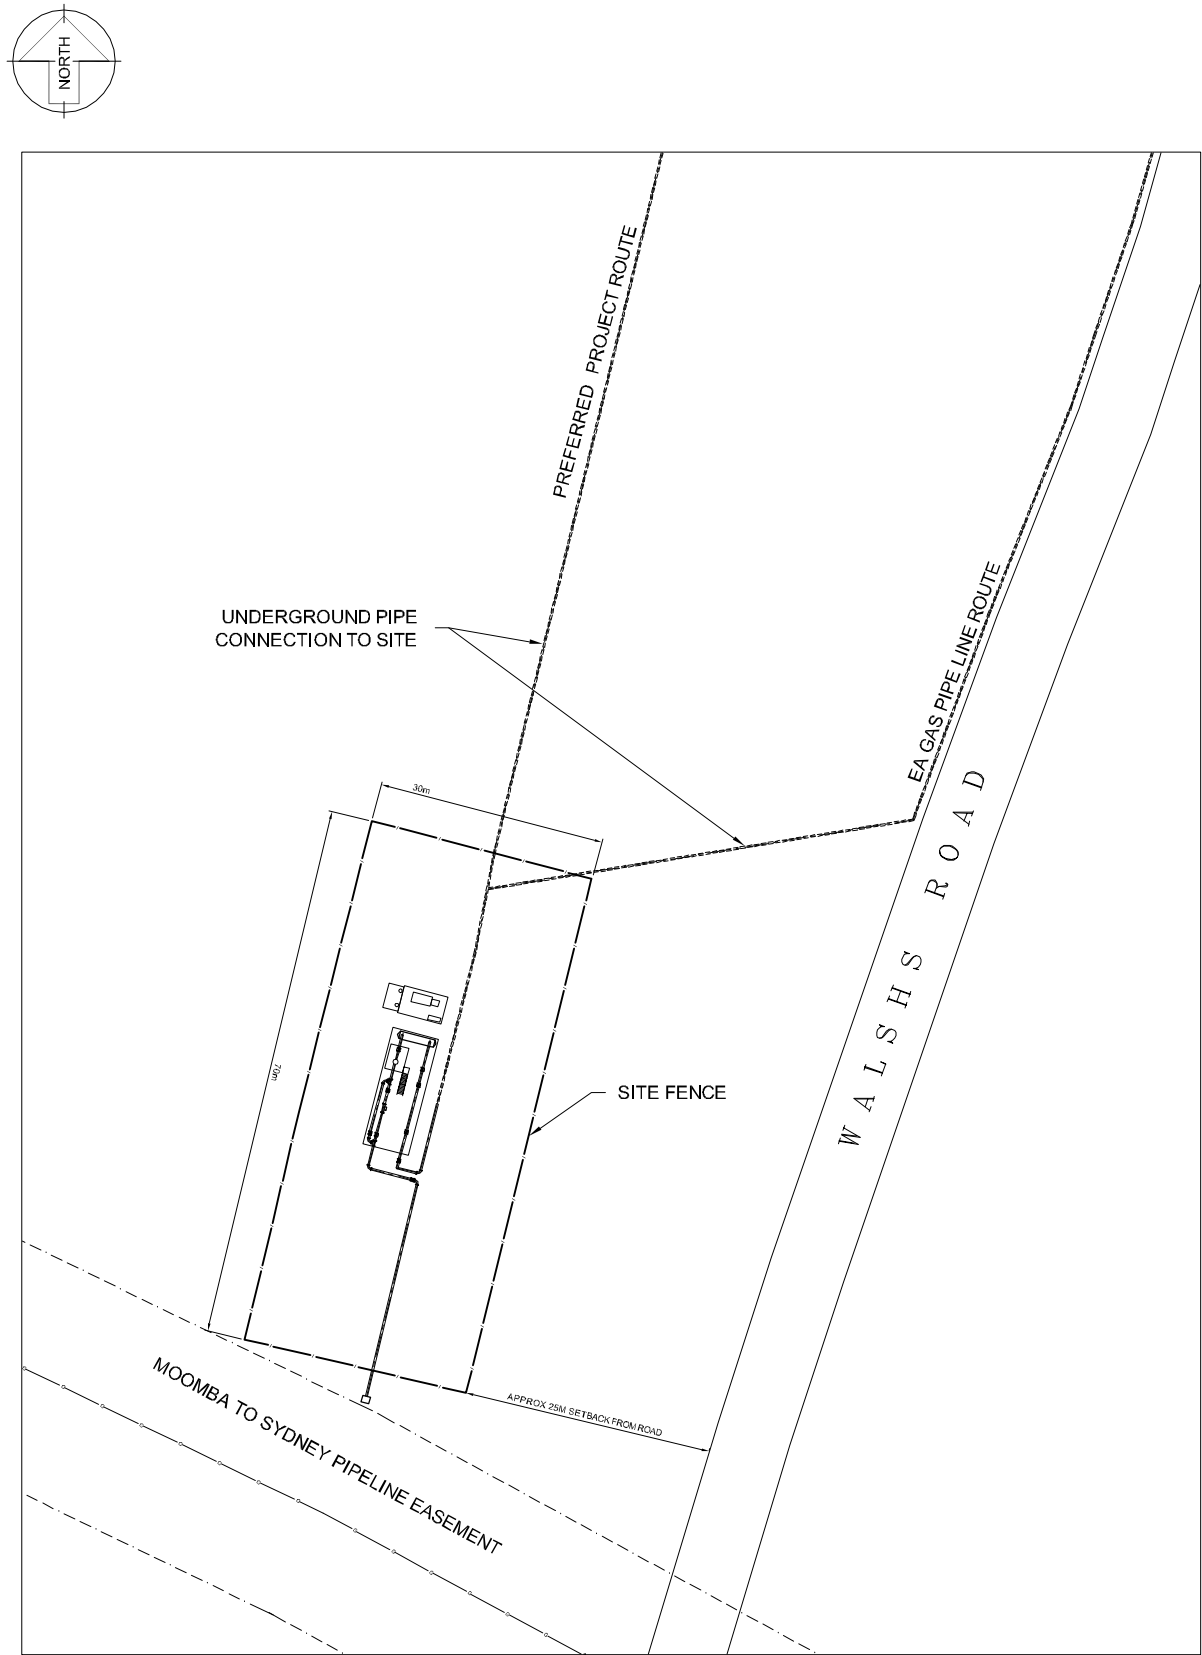 NORTH
PREFERRED PROJECT ROUTE
UNDERGROUND PIPE
CONNECTION TO SITE
EA GAS PIPE LINE ROUTE
30m
WALSHS ROAD
70m
SITE FENCE
MOOMBA TO SYDNEY PIPELINE EASEMENT
APPROX 25M SETBACK FROM ROAD